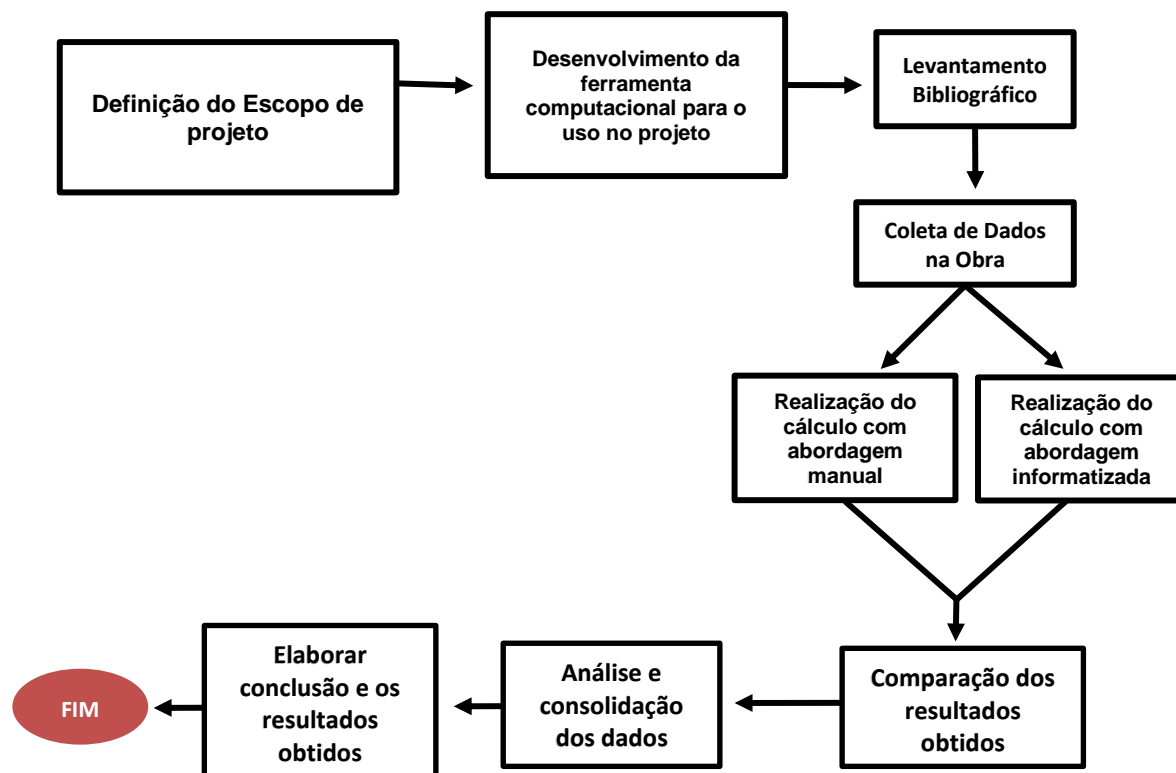 Definição do Escopo de
projeto
Desenvolvimento da
ferramenta
computacional para o
uso no projeto
Levantamento
Bibliográfico
Coleta de Dados
na Obra
Realização do
cálculo com
abordagem
manual
Realização do
cálculo com
abordagem
informatizada
Comparação dos
resultados
obtidos
Análise e
consolidação
dos dados
Elaborar
conclusão e os
resultados
obtidos
FIM